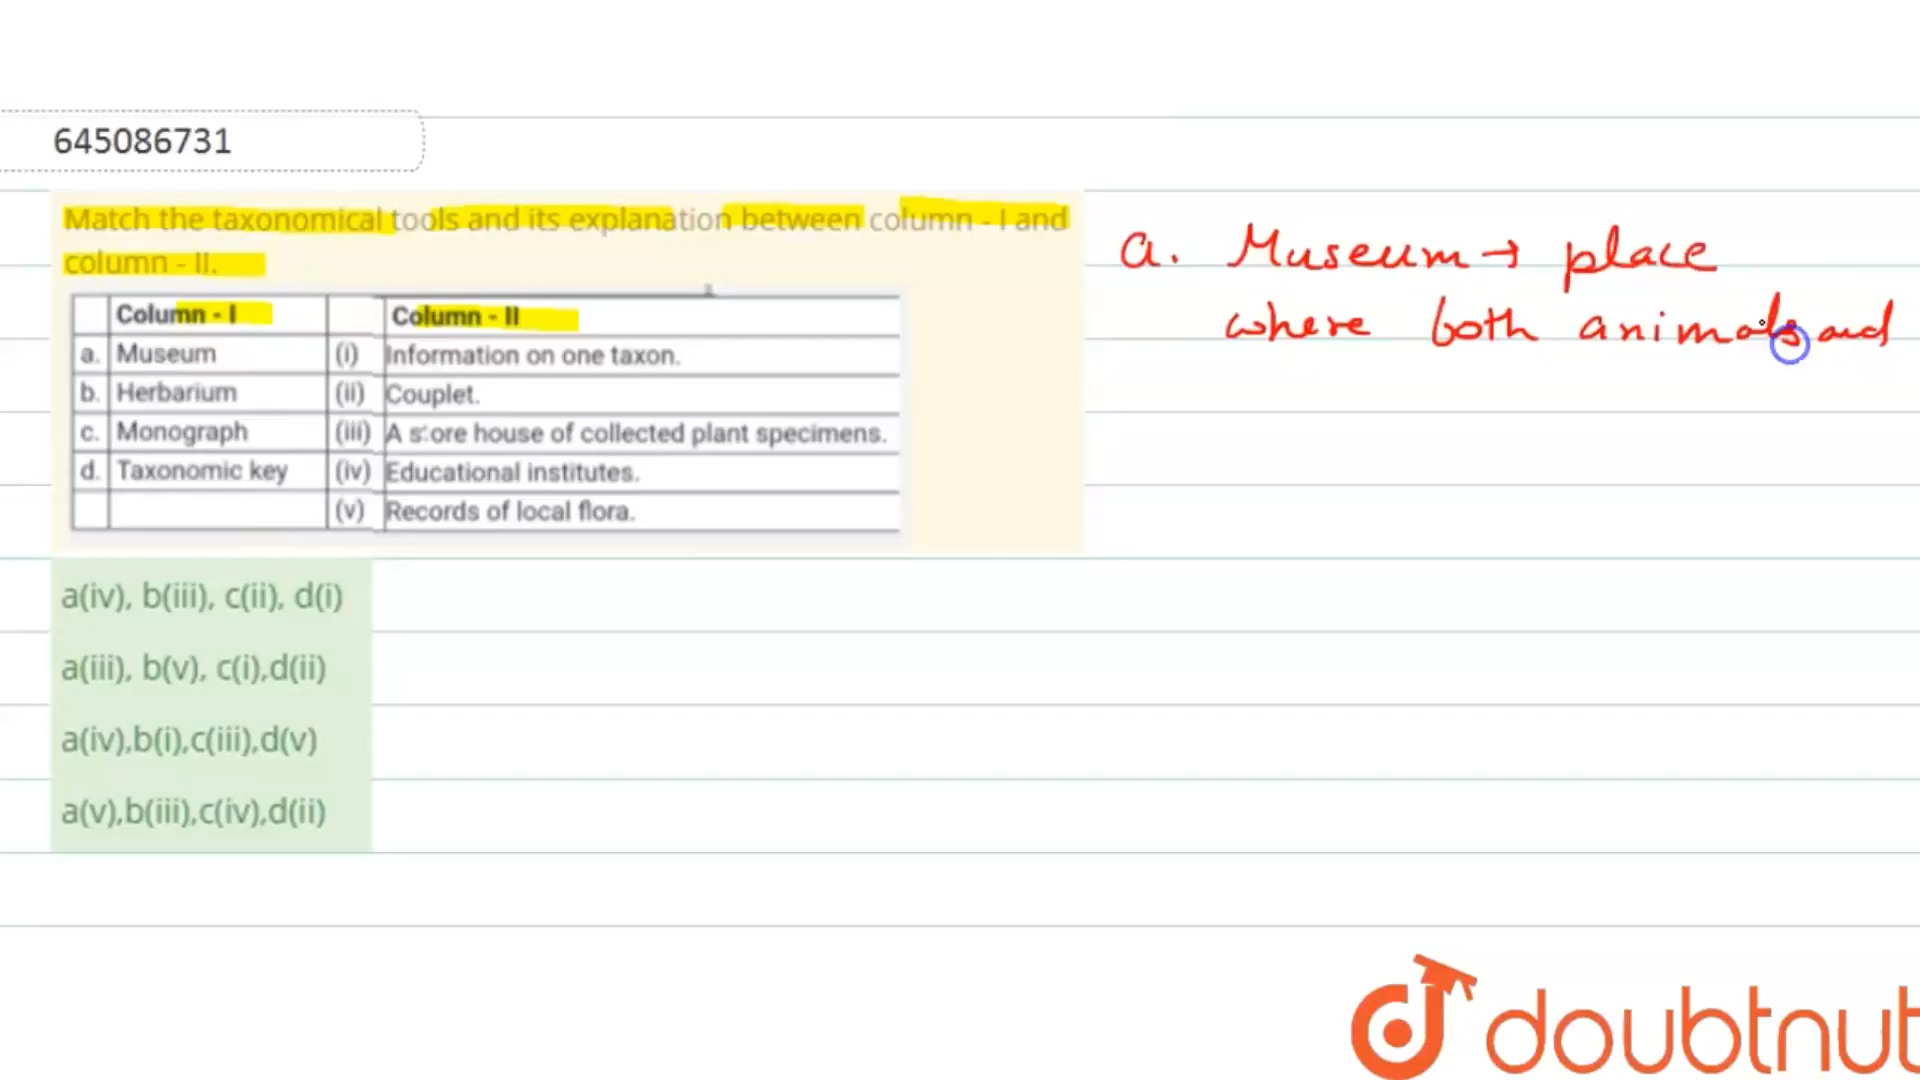 645086731
Match the taxonomical tools and its explanation between column - I and
column - II.
Column - I Column - II
a. Museum (i) Information on one taxon.
b. Herbarium (ii) Couplet.
c. Monograph (iii) A store house of collected plant specimens.
d. Taxonomic key (iv) Educational institutes.
(v) Records of local flora.
a(iv), b(iii), c(ii), d(i)
a(iii), b(v), c(i),d(ii)
a(iv),b(i),c(iii),d(v)
a(v),b(iii),c(iv),d(ii)
a. Museum → place
where both animals and
doubtnut